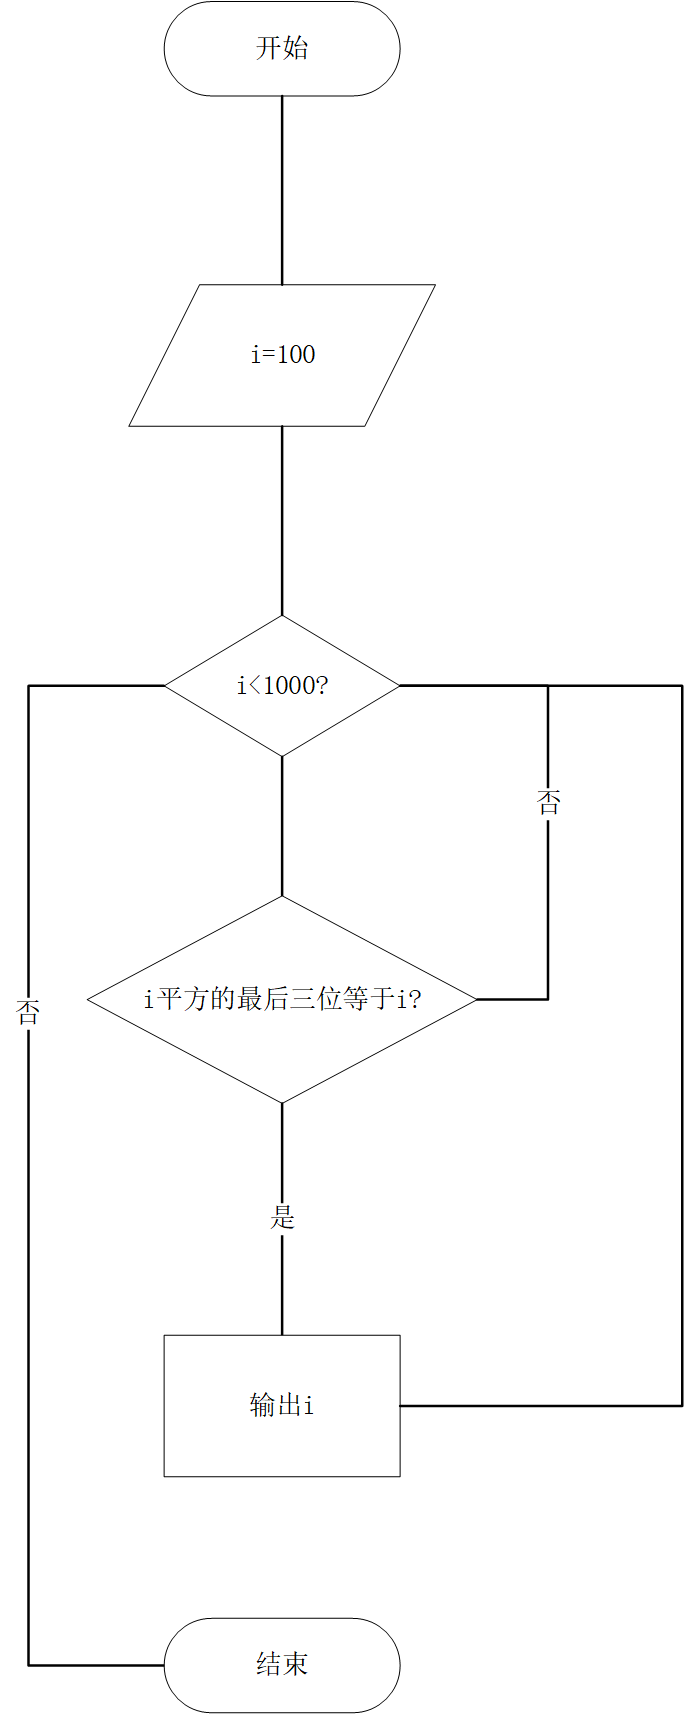 开始
i=100
i<1000?
否
i平方的最后三位等于i?
否
是
输出i
结束